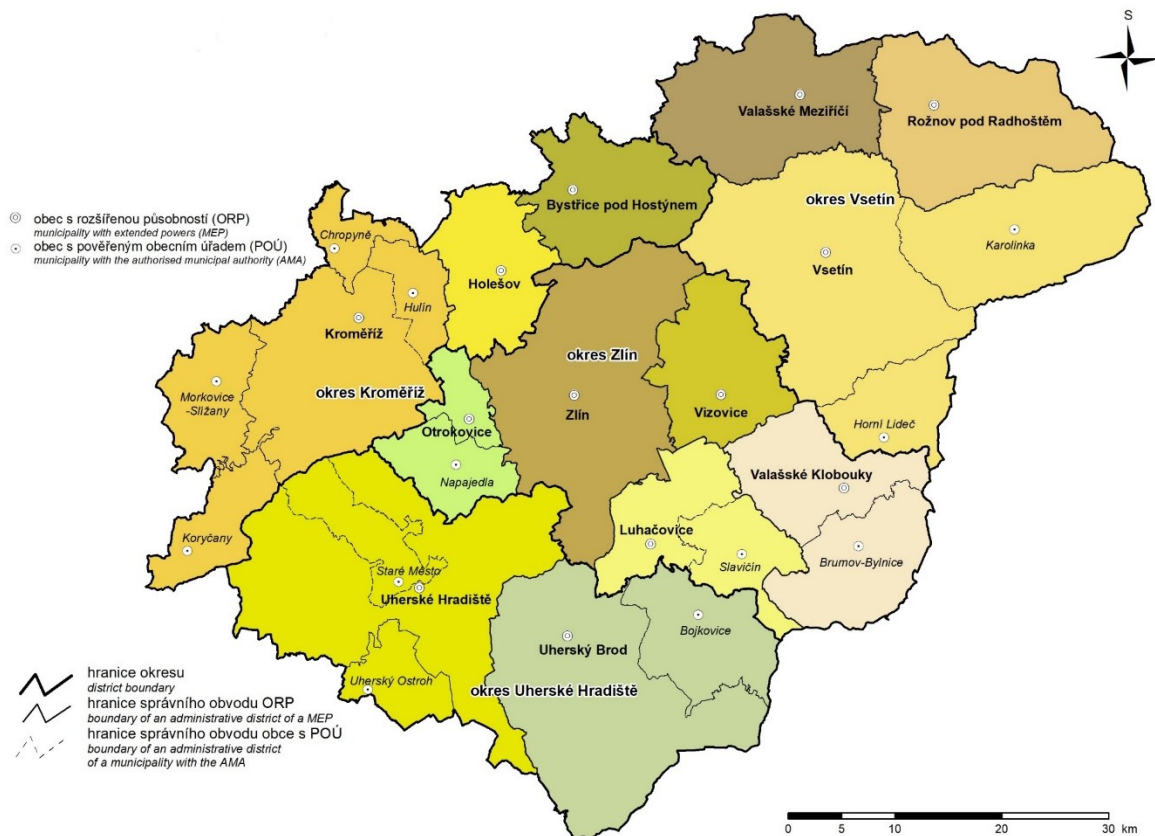 S
Valašské Meziříčí
Rožnov pod Radhoštěm
Bystřice pod Hostýnem
okres Vsetín
obec s rozšířenou působností (ORP)
municipality with extended powers (MEP)
obec s pověřeným obecním úřadem (POÚ)
municipality with the authorised municipal authority (AMA)
Chropyně
Karolinka
Holešov
Vsetín
Hulín
Kroměříž
okres Zlín
okres Kroměříž
Morkovice
-Slížany
Zlín
Vizovice
Otrokovice
Horní Lideč
Napajedla
Valašské Klobouky
Koryčany
Luhačovice
Slavičín
Brumov-Bylnice
Staré Město
Uherské Hradiště
Bojkovice
Uherský Brod
Uherský Ostroh
okres Uherské Hradiště
hranice okresu
district boundary
hranice správního obvodu ORP
boundary of an administrative district of a MEP
hranice správního obvodu obce s POÚ
boundary of an administrative district
of a municipality with the AMA
0 5 10 20 30 km